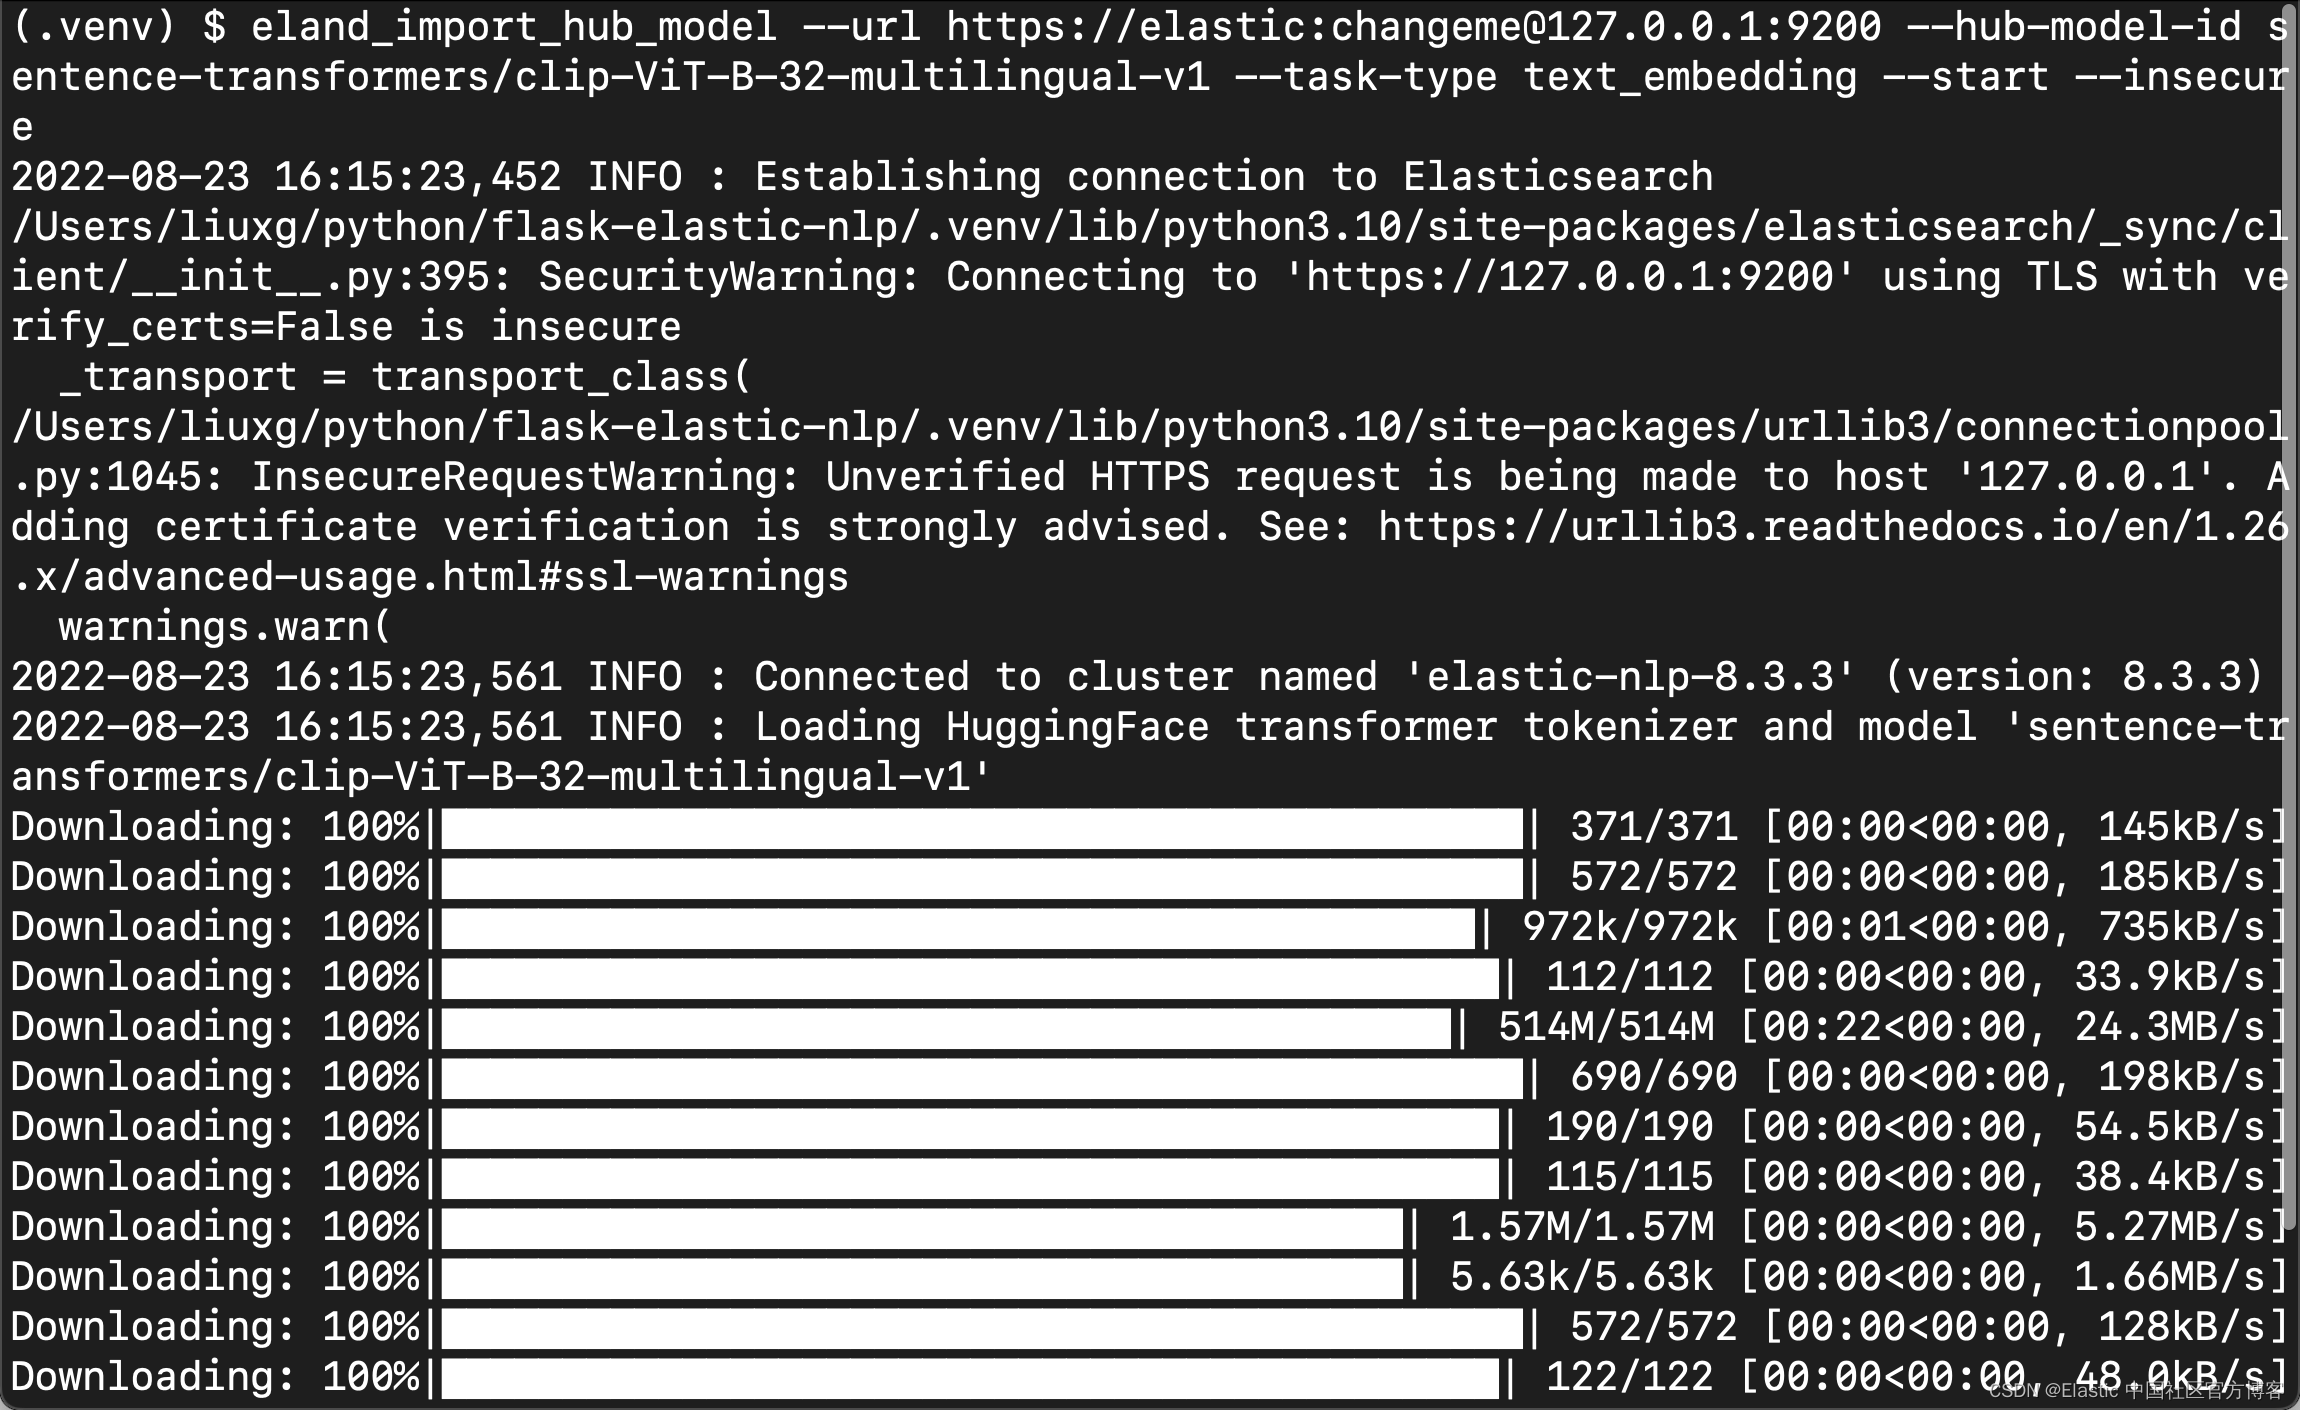 (.venv) $ eland_import_hub_model --url https://elastic:changeme@127.0.0.1:9200 --hub-model-id s
entence-transformers/clip-ViT-B-32-multilingual-v1 --task-type text_embedding --start --insecur
e
2022-08-23 16:15:23,452 INFO : Establishing connection to Elasticsearch
/Users/liuxg/python/flask-elastic-nlp/.venv/lib/python3.10/site-packages/elasticsearch/_sync/cl
ient/__init__.py:395: SecurityWarning: Connecting to 'https://127.0.0.1:9200' using TLS with ve
rify_certs=False is insecure
  _transport = transport_class(
/Users/liuxg/python/flask-elastic-nlp/.venv/lib/python3.10/site-packages/urllib3/connectionpool
.py:1045: InsecureRequestWarning: Unverified HTTPS request is being made to host '127.0.0.1'. A
dding certificate verification is strongly advised. See: https://urllib3.readthedocs.io/en/1.26
.x/advanced-usage.html#ssl-warnings
  warnings.warn(
2022-08-23 16:15:23,561 INFO : Connected to cluster named 'elastic-nlp-8.3.3' (version: 8.3.3)
2022-08-23 16:15:23,561 INFO : Loading HuggingFace transformer tokenizer and model 'sentence-tr
ansformers/clip-ViT-B-32-multilingual-v1'
Downloading: 100%| | 371/371 [00:00<00:00, 145kB/s]
Downloading: 100%| | 572/572 [00:00<00:00, 185kB/s]
Downloading: 100%| | 972k/972k [00:01<00:00, 735kB/s]
Downloading: 100%| | 112/112 [00:00<00:00, 33.9kB/s]
Downloading: 100%| | 514M/514M [00:22<00:00, 24.3MB/s]
Downloading: 100%| | 690/690 [00:00<00:00, 198kB/s]
Downloading: 100%| | 190/190 [00:00<00:00, 54.5kB/s]
Downloading: 100%| | 115/115 [00:00<00:00, 38.4kB/s]
Downloading: 100%| | 1.57M/1.57M [00:00<00:00, 5.27MB/s]
Downloading: 100%| | 5.63k/5.63k [00:00<00:00, 1.66MB/s]
Downloading: 100%| | 572/572 [00:00<00:00, 128kB/s]
Downloading: 100%| | 122/122 [00:00<00:00, 48.0kB/s]
CSDN @Elastic 中国社区官方博客